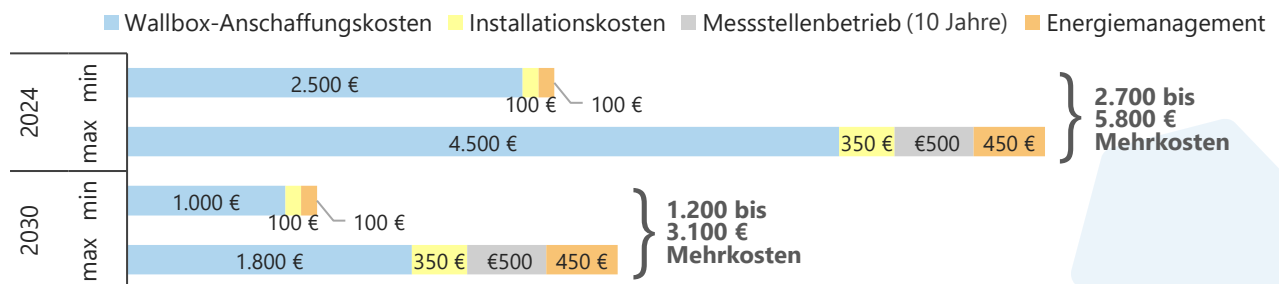 Wallbox-Anschaffungskosten Installationskosten Messstellenbetrieb (10 Jahre) Energiemanagement
2024
min
2.500 €
100 €
100 €
max
4.500 €
350 €
€500
450 €
2.700 bis
5.800 €
Mehrkosten
2030
min
1.000 €
100 €
100 €
max
1.800 €
350 €
€500
450 €
1.200 bis
3.100 €
Mehrkosten